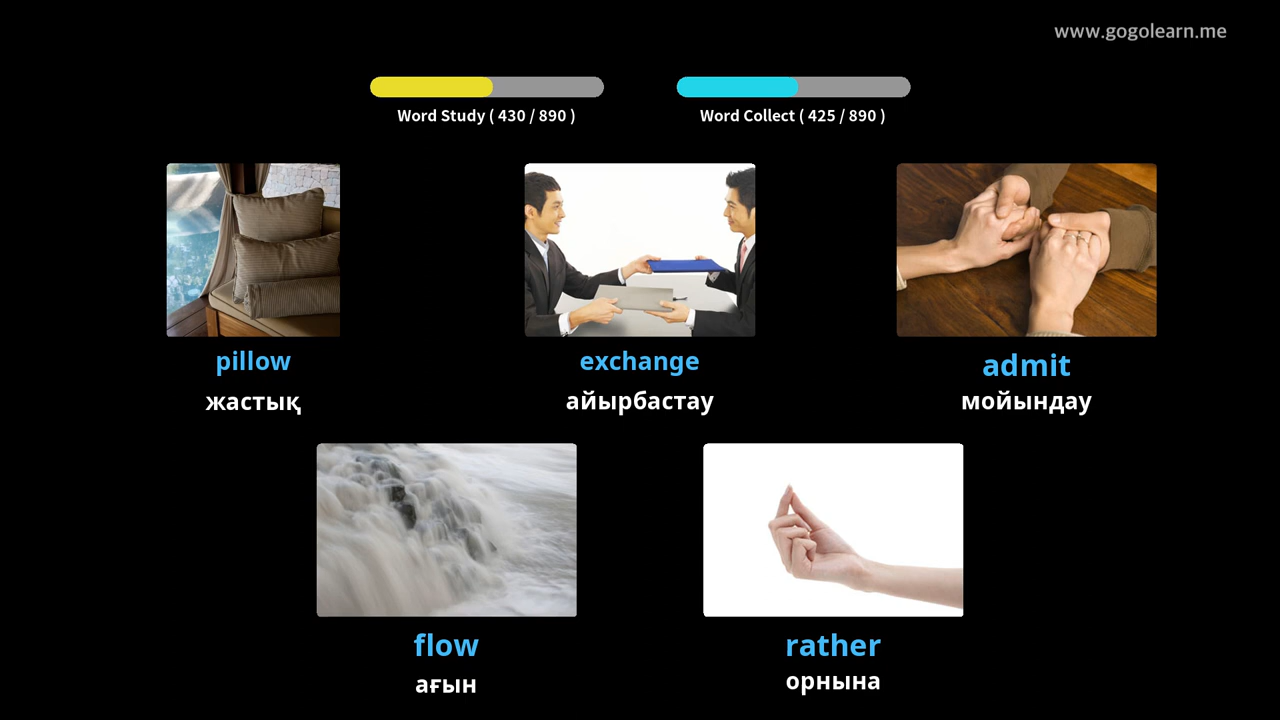 www.gogolearn.me
Word Study ( 430 / 890 )
Word Collect ( 425 / 890 )
pillow
жастық
exchange
айырбастау
admit
мойындау
flow
ағын
rather
орнына